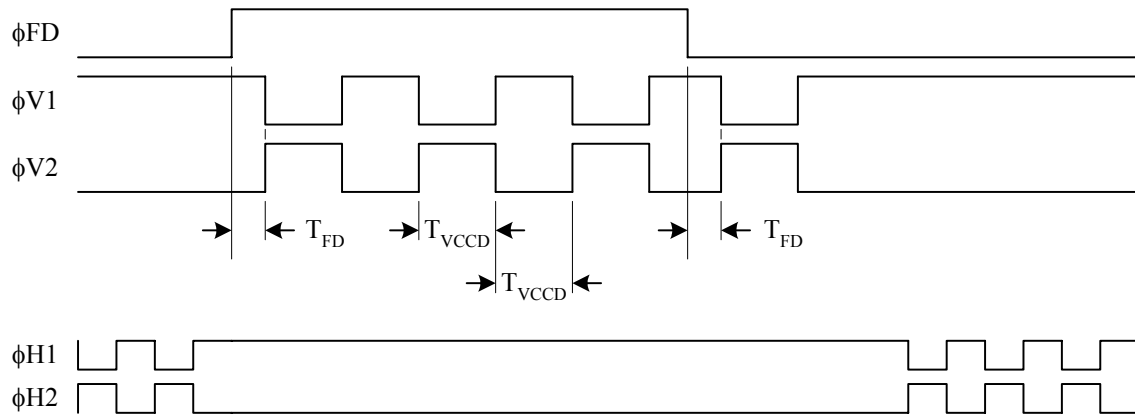 ϕFD
ϕV1
ϕV2
T_FD T_VCCD T_FD
T_VCCD
ϕH1
ϕH2